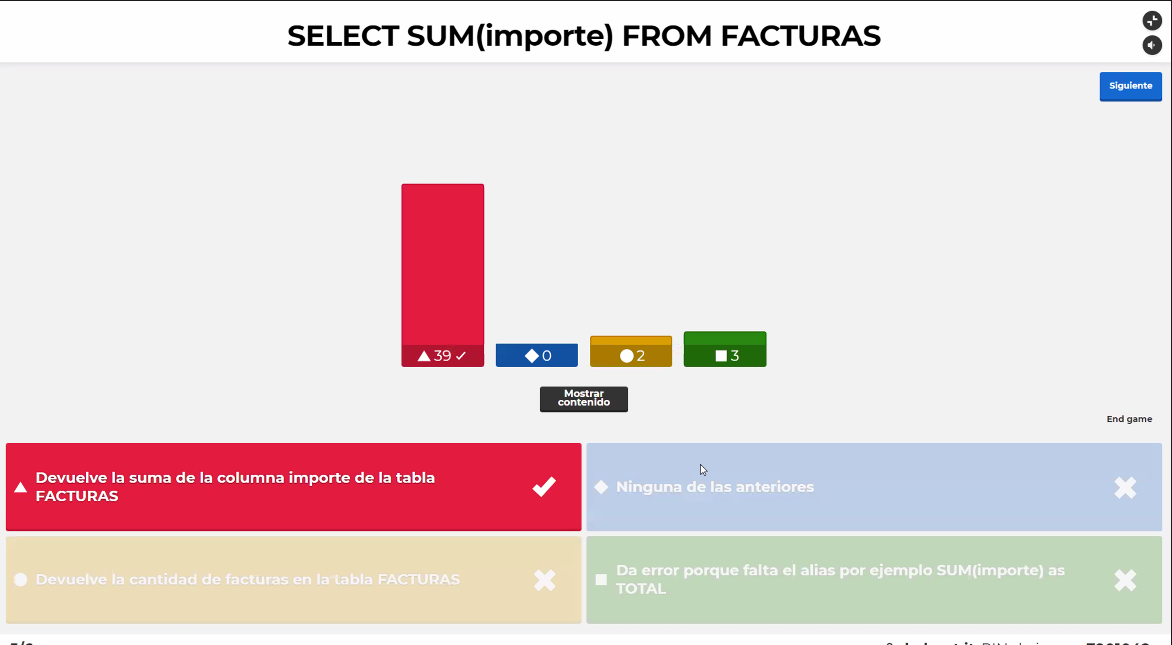 SELECT SUM(importe) FROM FACTURAS
Siguiente
39
0
2
3
Mostrar
contenido
End game
Devuelve la suma de la columna importe de la tabla
FACTURAS
Ninguna de las anteriores
Devuelve la cantidad de facturas en la tabla FACTURAS
Da error porque falta el alias por ejemplo SUM(importe) as
TOTAL